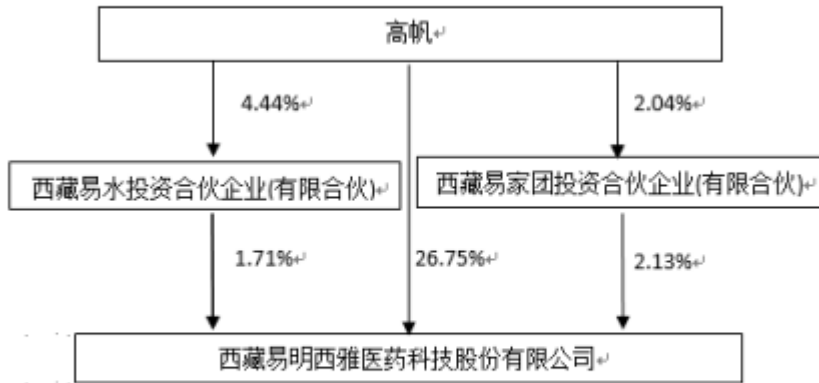 高帆
4.44%
2.04%
西藏易水投资合伙企业(有限合伙)
西藏易家团投资合伙企业(有限合伙)
1.71%
26.75%
2.13%
西藏易明西雅医药科技股份有限公司